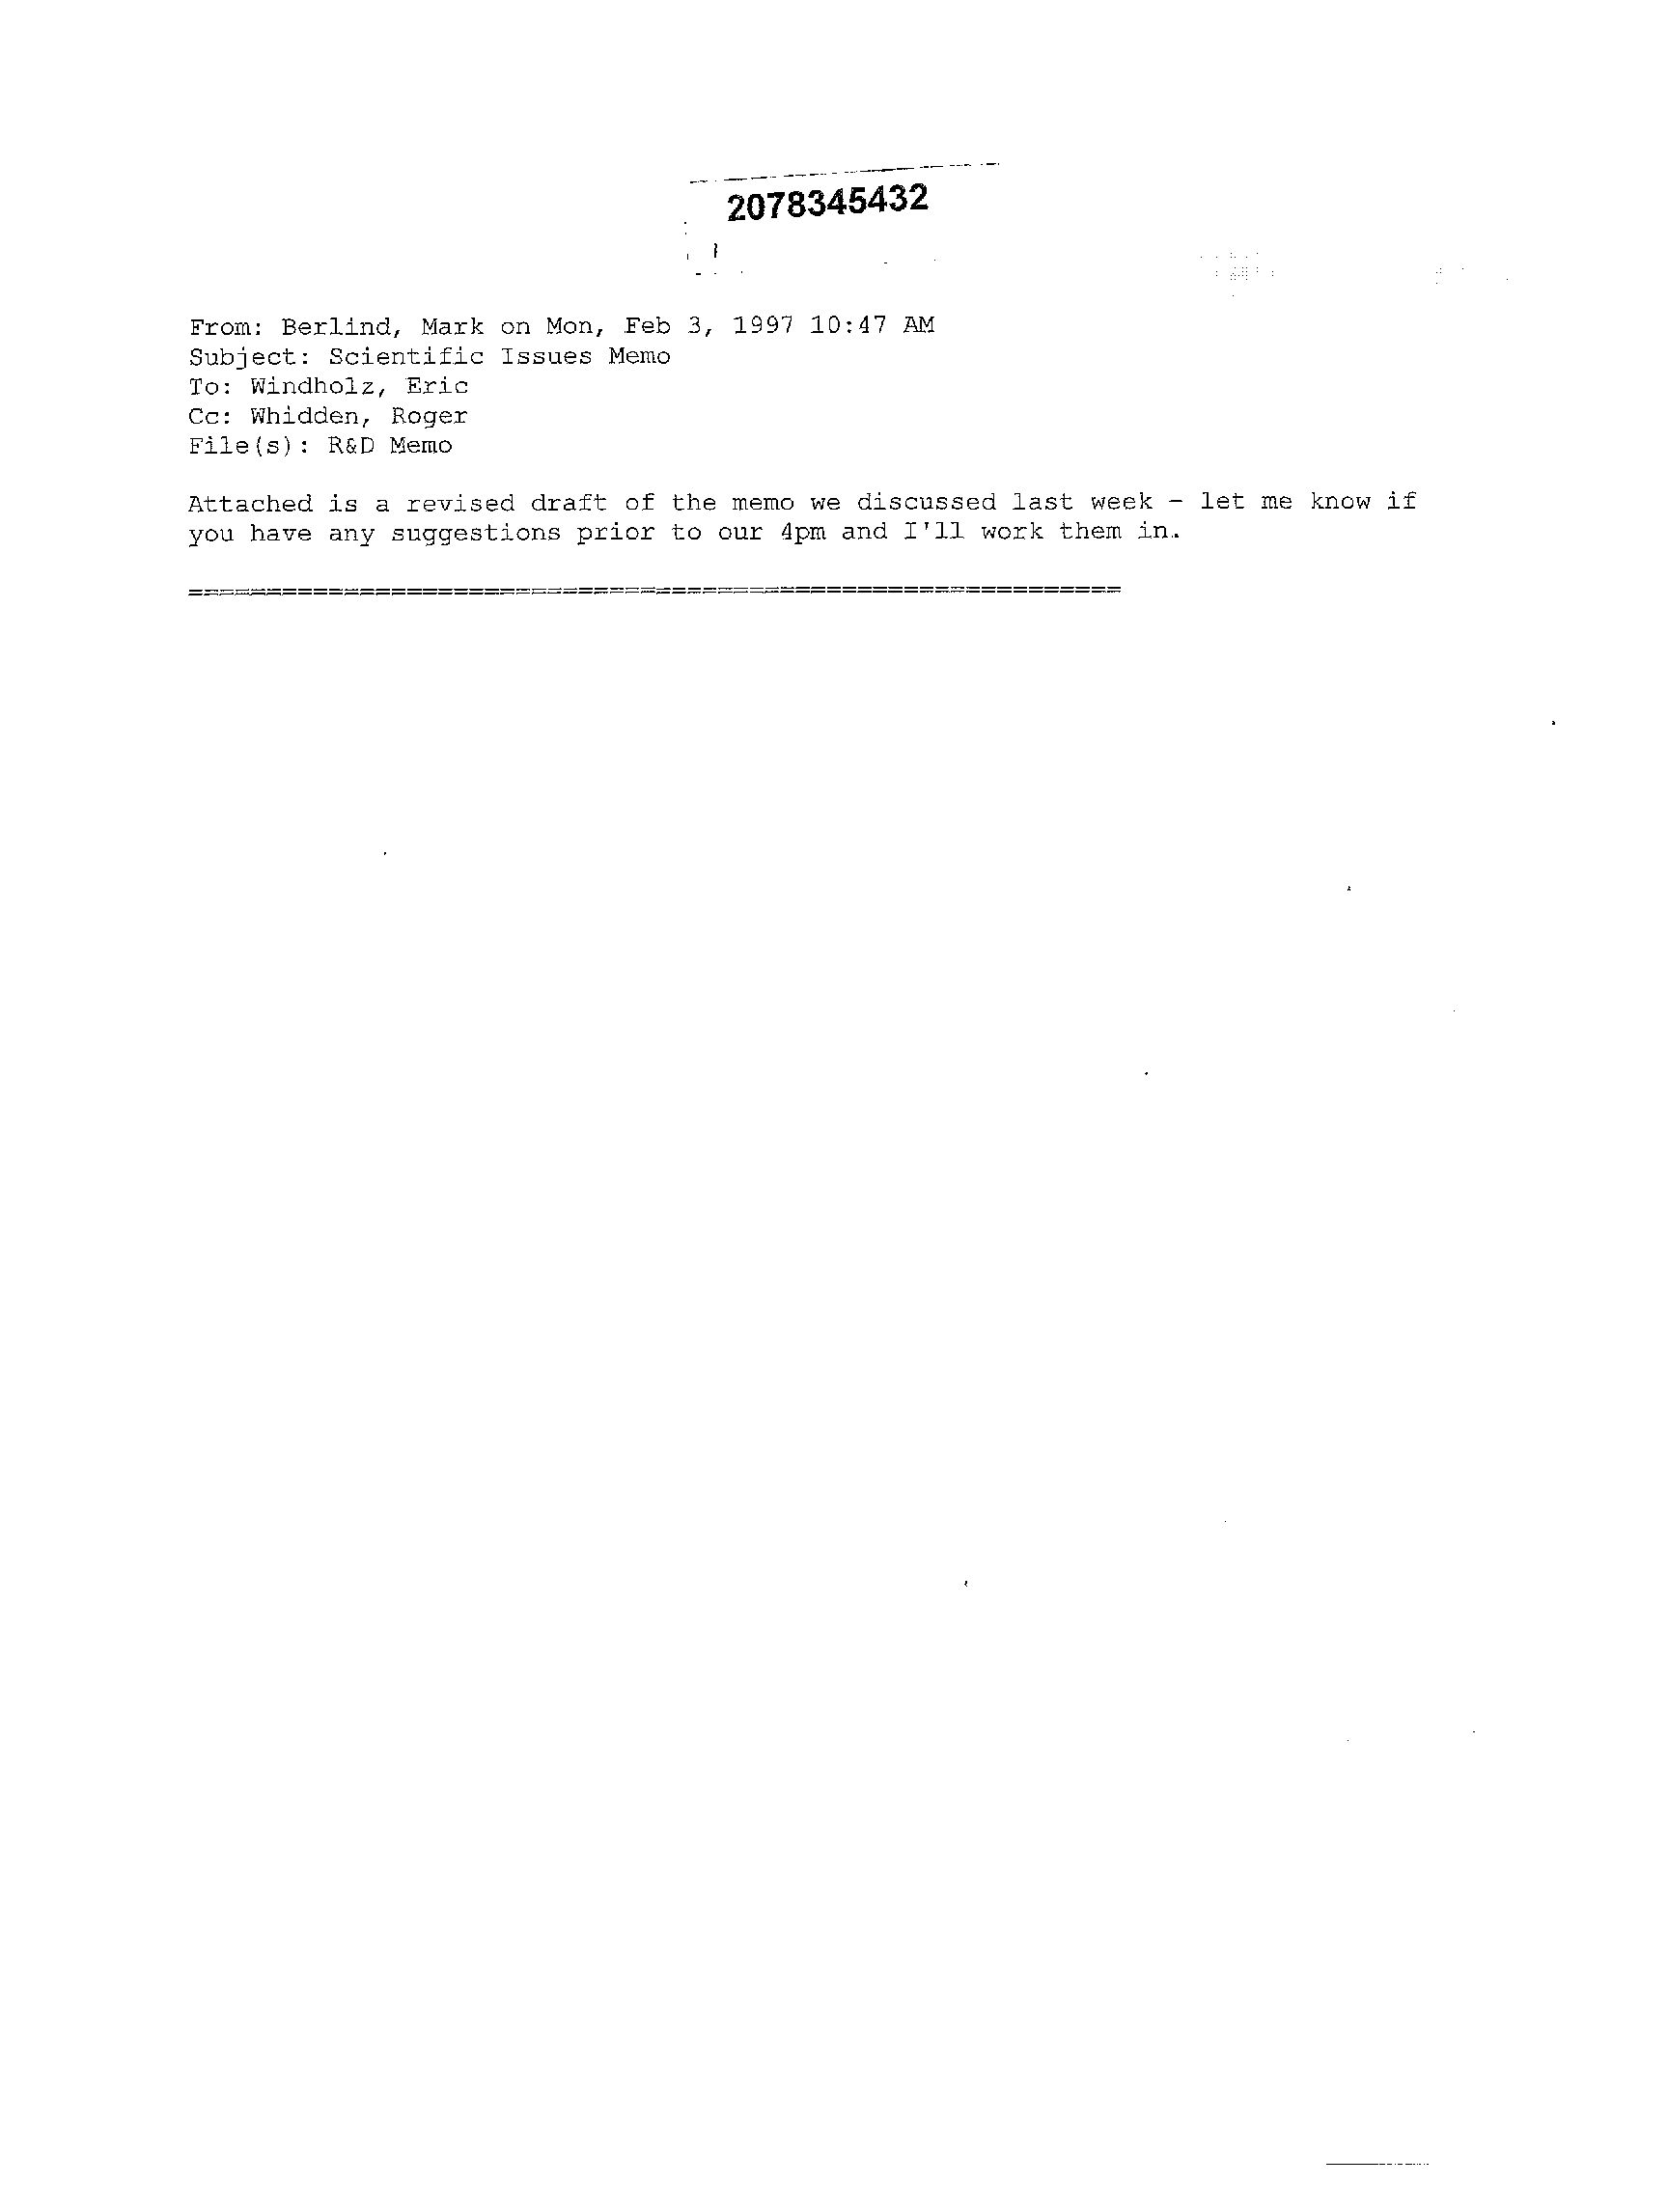 2078345432
From: Berlind, Mark on Mon, Feb 3, 1997 10:47 AM
Subject: Scientific Issues Memo
To: Windholz, Eric
Cc: Whidden, Roger
File(s): R&D Memo
Attached is a revised draft of the memo we discussed last week - let me know if
you have any suggestions prior to our 4pm and I'll work them in.
============================================================